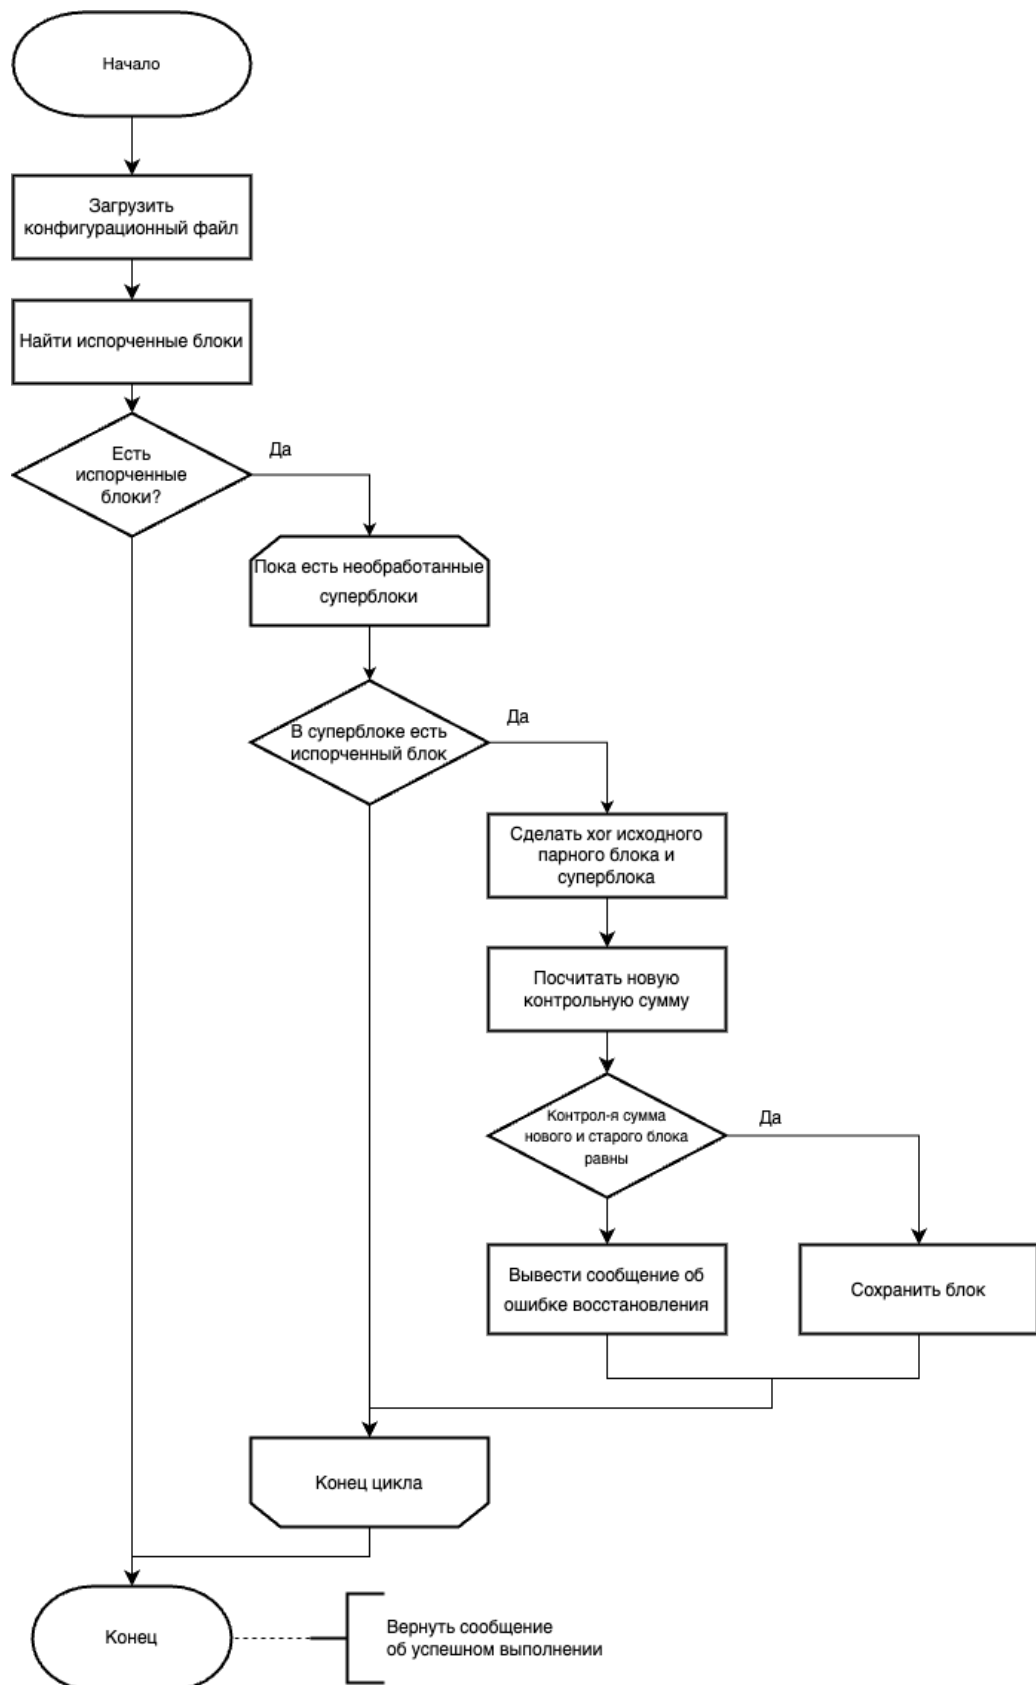 Начало
Загрузить
конфигурационный файл
Найти испорченные блоки
Есть
испорченные
блоки?
Да
Пока есть необработанные
суперблоки
В суперблоке есть
испорченный блок
Да
Сделать xor исходного
парного блока и
суперблока
Посчитать новую
контрольную сумму
Контрол-я сумма
нового и старого блока
равны
Да
Вывести сообщение об
ошибке восстановления
Сохранить блок
Конец цикла
Конец
Вернуть сообщение
об успешном выполнении